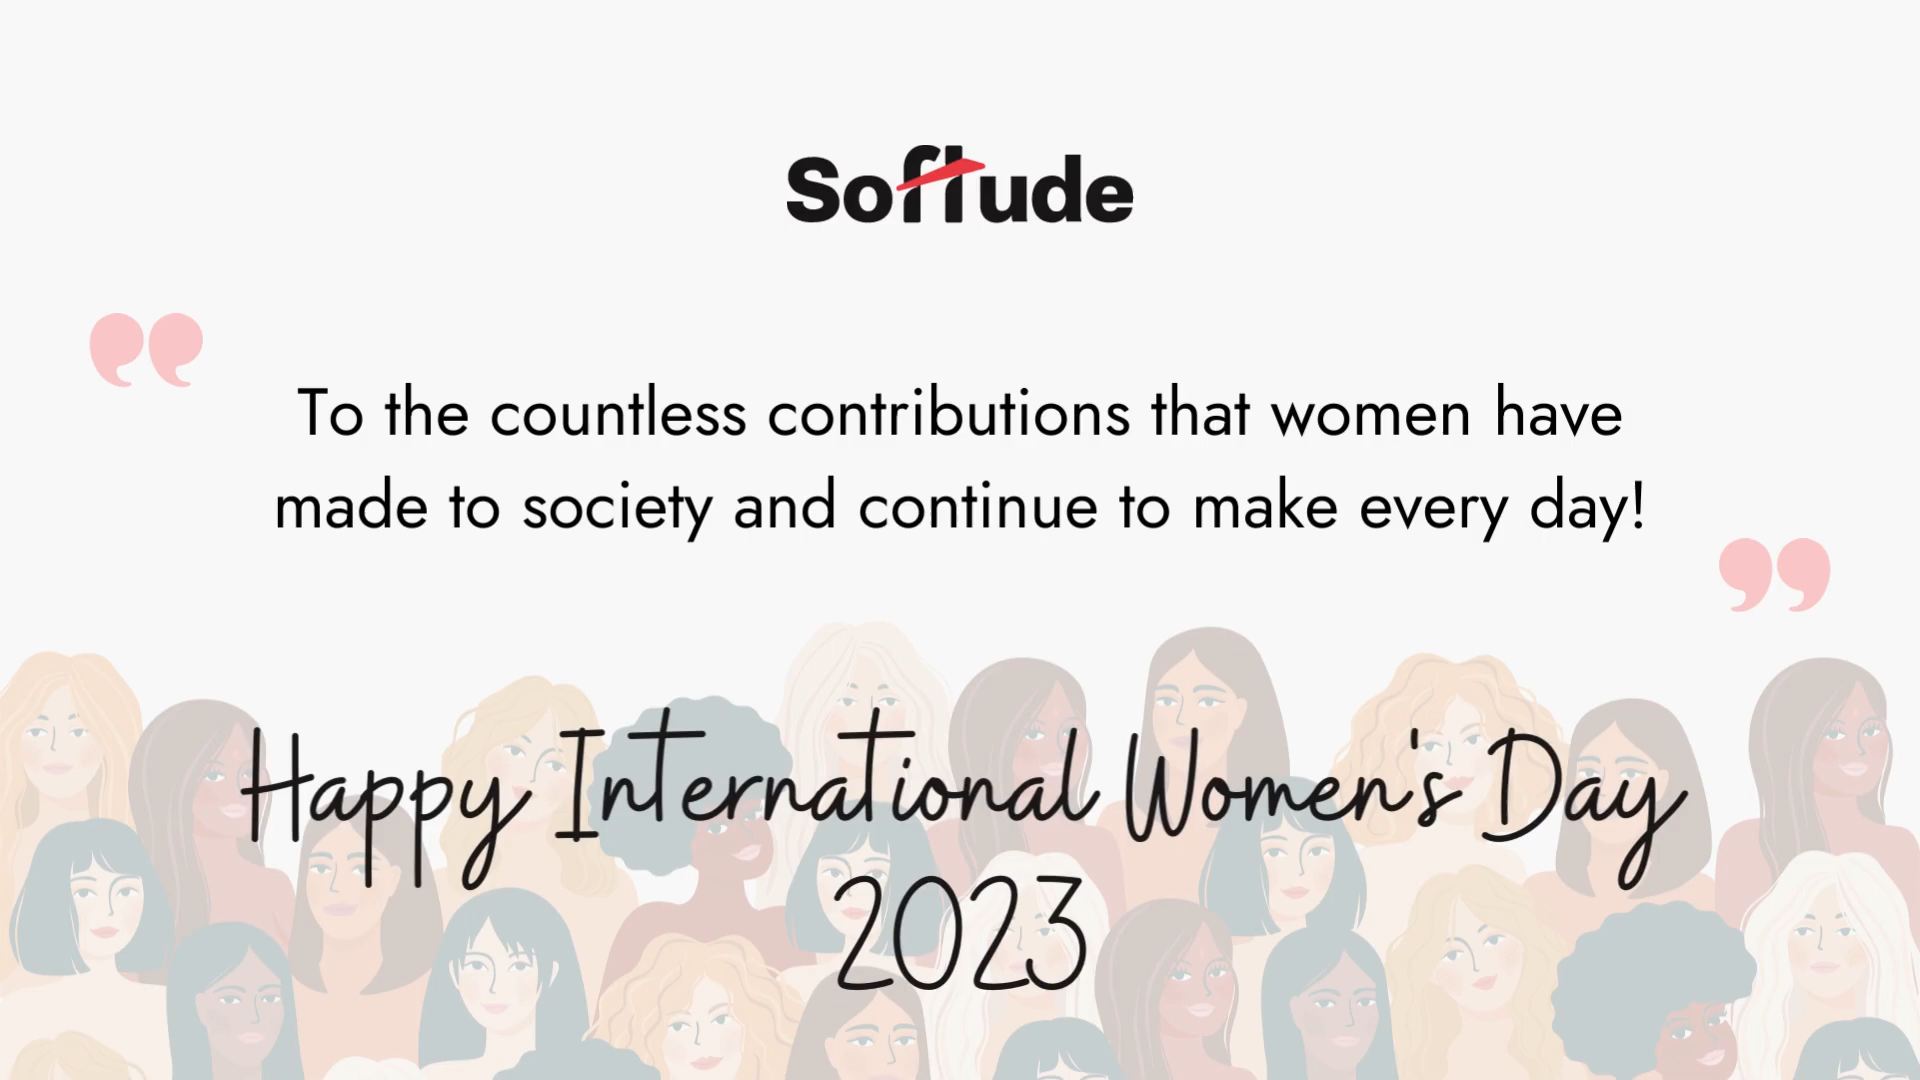 Softude
To the countless contributions that women have
made to society and continue to make every day!
Happy International Women's Day
2023